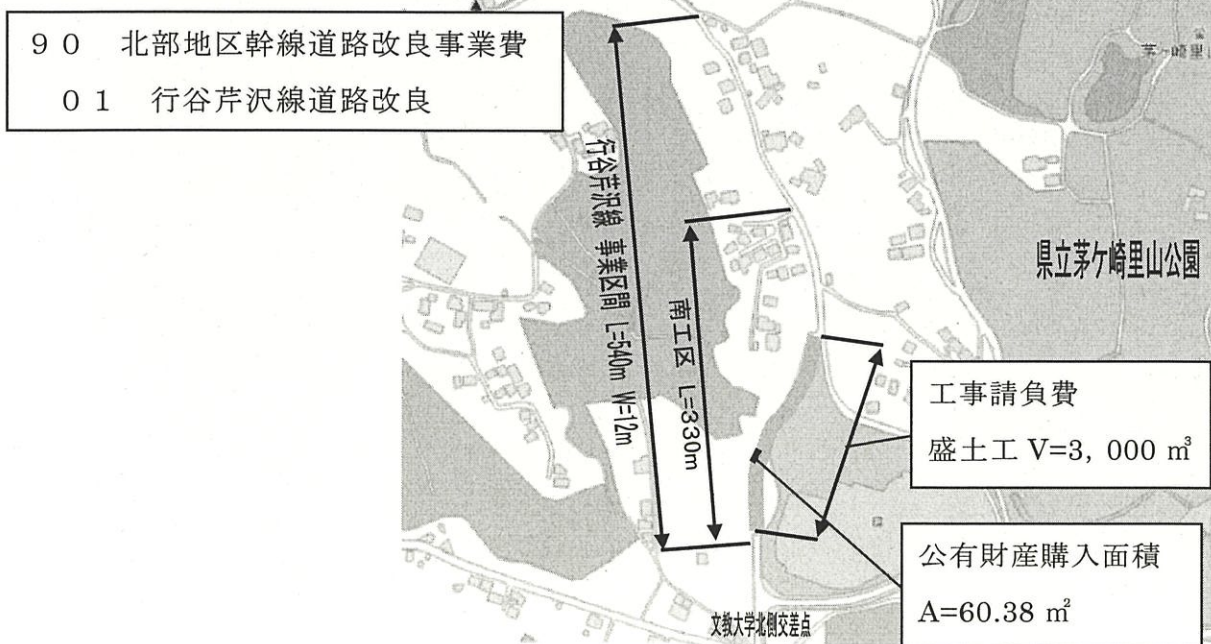 ９０　北部地区幹線道路改良事業費
０１　行谷芹沢線道路改良
行谷芹沢線 事業区間 L=540m W=12m
南工区 L=330m
県立茅ケ崎里山公園
工事請負費
盛土工 V=3, 000 ㎥
公有財産購入面積
A=60.38 ㎡
文教大学北側交差点